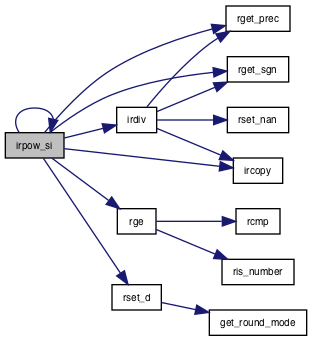 rget_prec
rget_sgn
irdiv
rset_nan
irpow_si
ircopy
rge
rcmp
ris_number
rset_d
get_round_mode